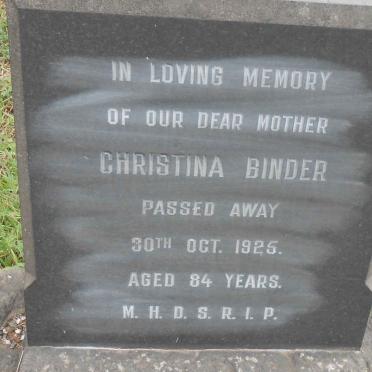 IN LOVING MEMORY
OF OUR DEAR MOTHER
CHRISTINA BINDER
PASSED AWAY
30TH OCT. 1925.
AGED 84 YEARS.
M. H. D. S. R. I. P.